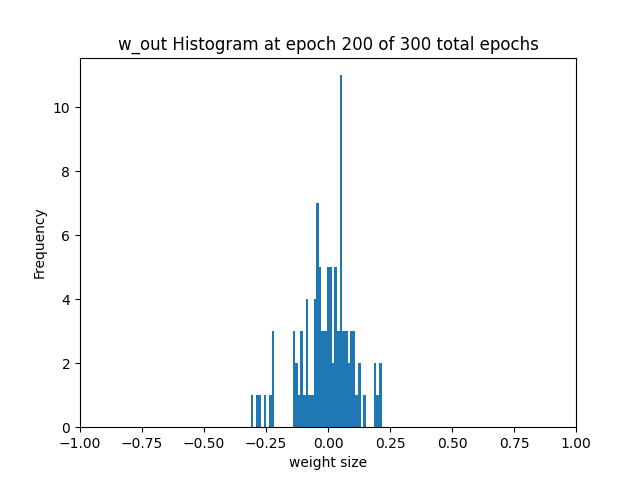 w_out Histogram at epoch 200 of 300 total epochs
Frequency
10
8
6
4
2
0
−1.00 −0.75 −0.50 −0.25 0.00 0.25 0.50 0.75 1.00
weight size